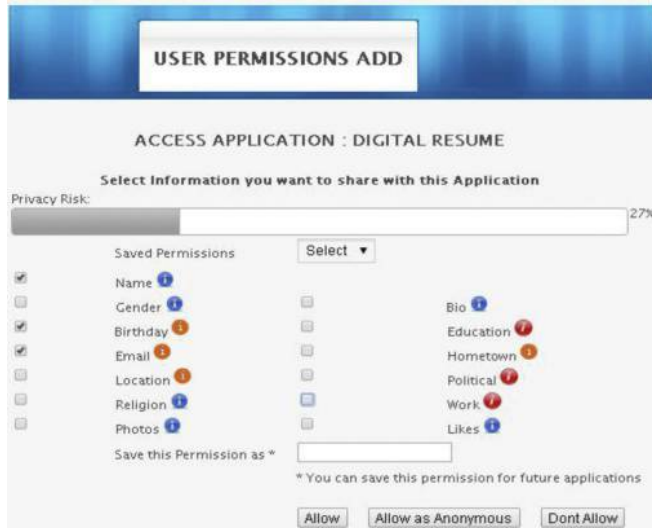 USER PERMISSIONS ADD
ACCESS APPLICATION : DIGITAL RESUME
Select Information you want to share with this Application
Privacy Risk:
27%
Saved Permissions Select ▼
Name
Gender Bio
Birthday Education
Email Hometown
Location Political
Religion Work
Photos Likes
Save this Permission as *
* You can save this permission for future applications
Allow Allow as Anonymous Dont Allow